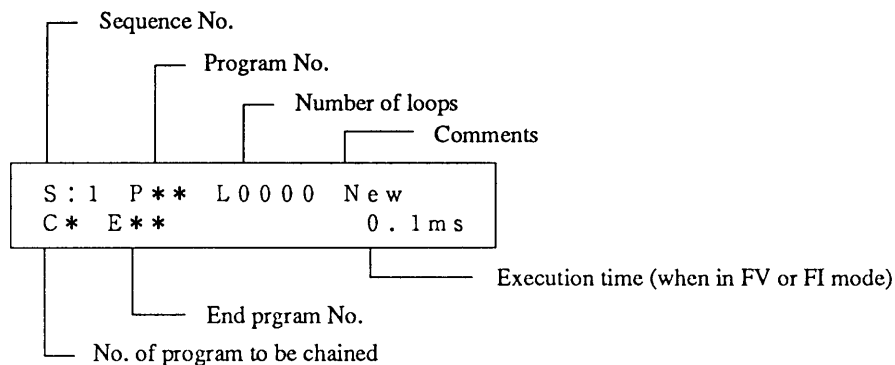 Sequence No.
Program No.
Number of loops
Comments
S:1 P** L0000 New
C* E** 0.1ms
Execution time (when in FV or FI mode)
End prgram No.
No. of program to be chained